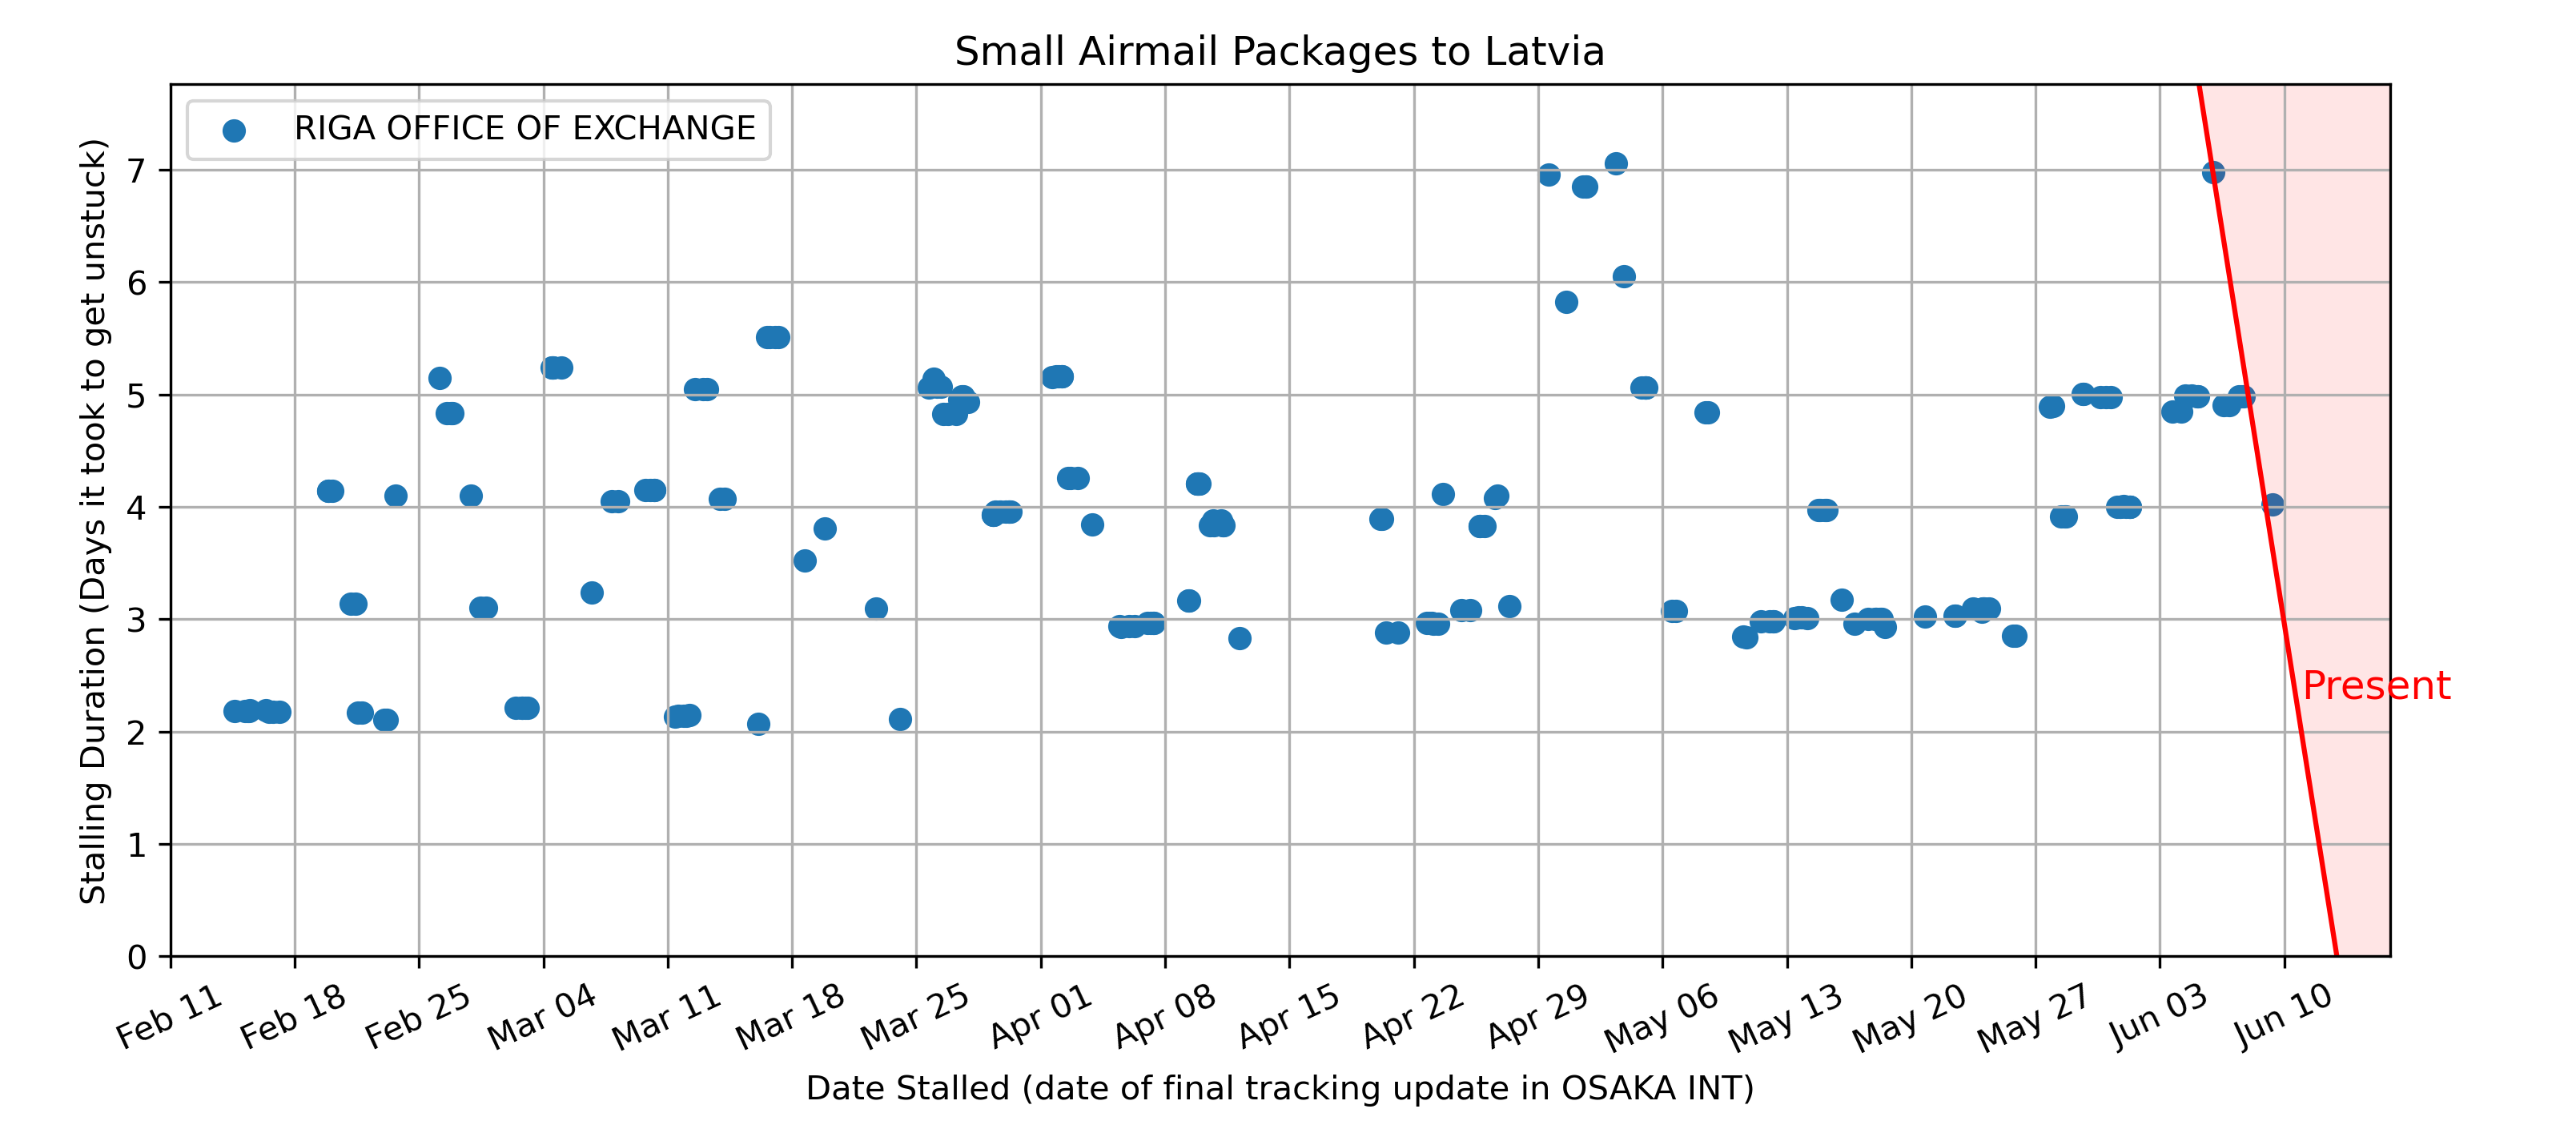 Small Airmail Packages to Latvia
RIGA OFFICE OF EXCHANGE
Stalling Duration (Days it took to get unstuck)
7
6
5
4
3
2
1
0
Present
Feb 11
Feb 18
Feb 25
Mar 04
Mar 11
Mar 18
Mar 25
Apr 01
Apr 08
Apr 15
Apr 22
Apr 29
May 06
May 13
May 20
May 27
Jun 03
Jun 10
Date Stalled (date of final tracking update in OSAKA INT)